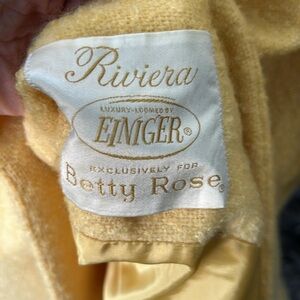 Riviera
LUXURY-LOOMED BY
EINIGER®
EXCLUSIVELY FOR
Betty Rose®